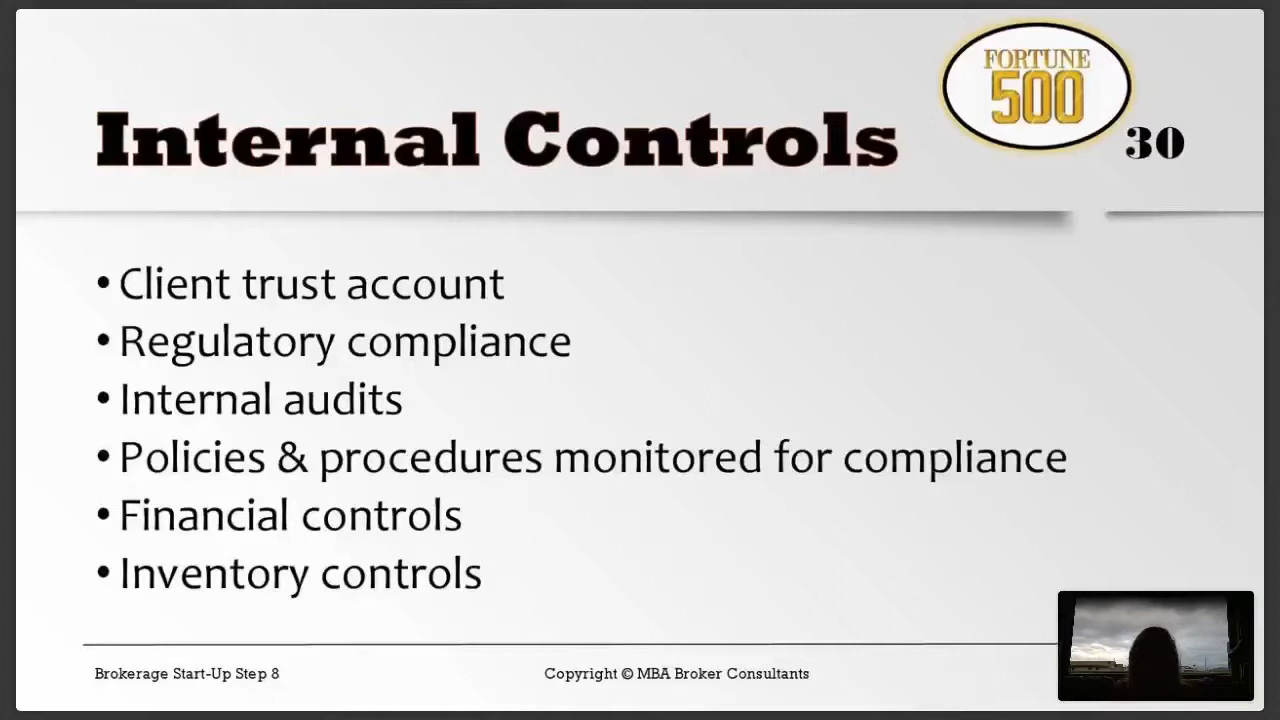 FORTUNE
500
Internal Controls
30
• Client trust account
• Regulatory compliance
• Internal audits
• Policies & procedures monitored for compliance
• Financial controls
• Inventory controls
Brokerage Start-Up Step 8
Copyright © MBA Broker Consultants